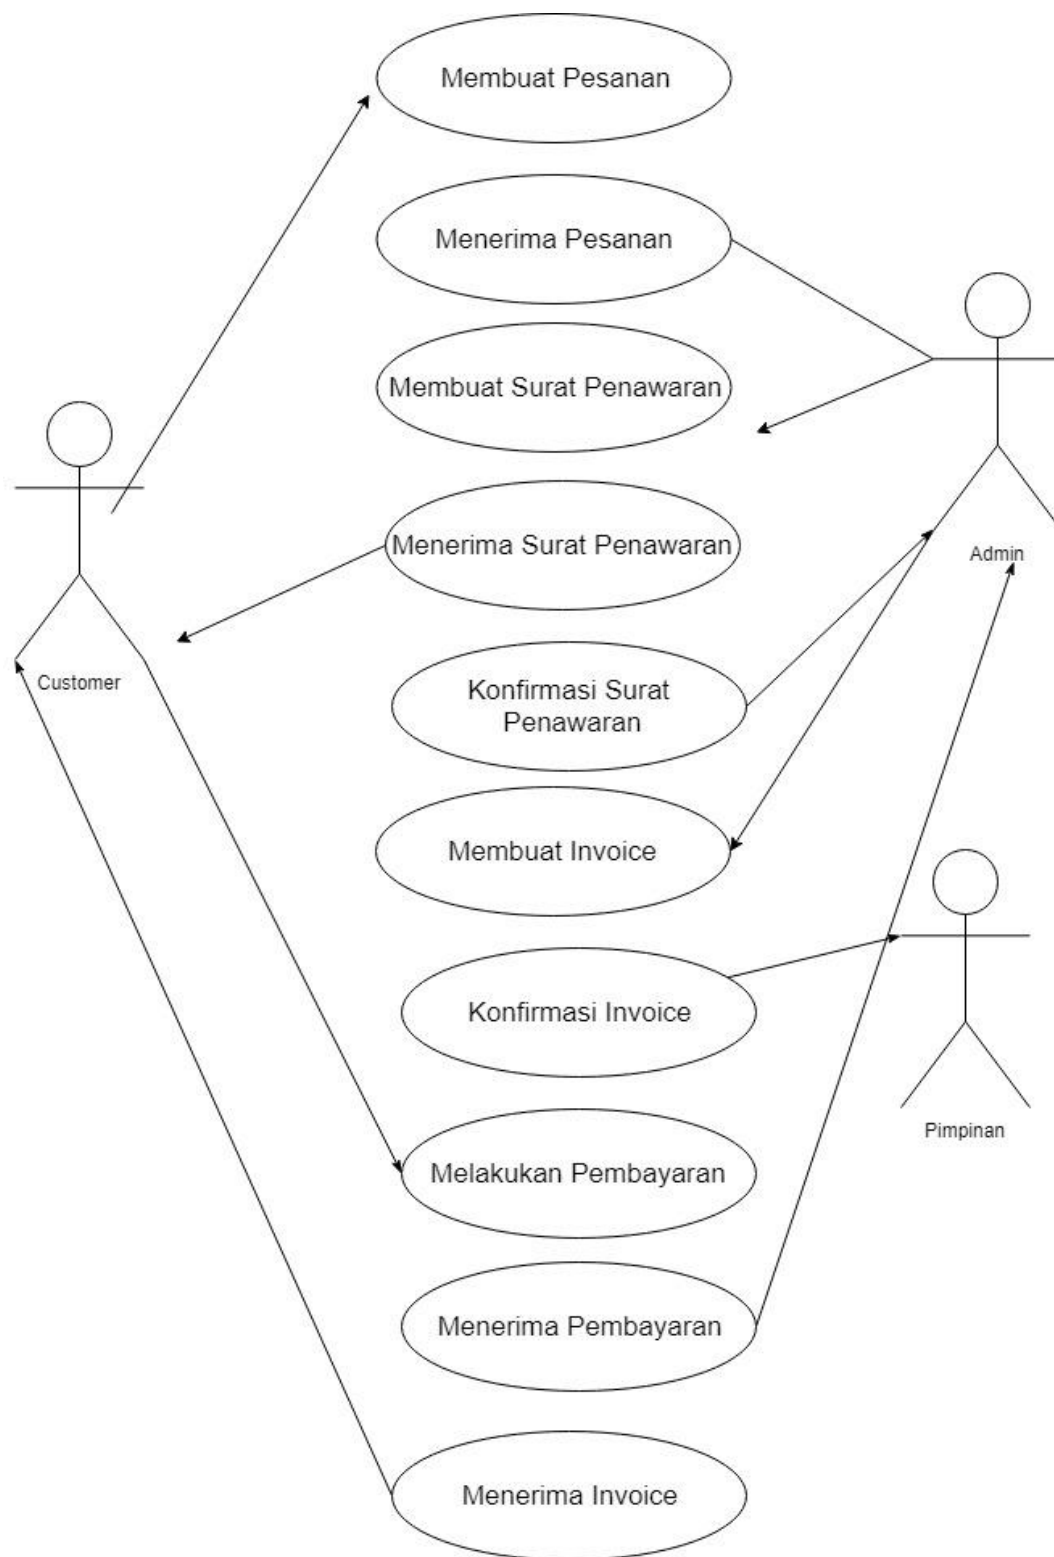 Membuat Pesanan
Menerima Pesanan
Membuat Surat Penawaran
Menerima Surat Penawaran
Admin
Customer
Konfirmasi Surat
Penawaran
Membuat Invoice
Konfirmasi Invoice
Pimpinan
Melakukan Pembayaran
Menerima Pembayaran
Menerima Invoice